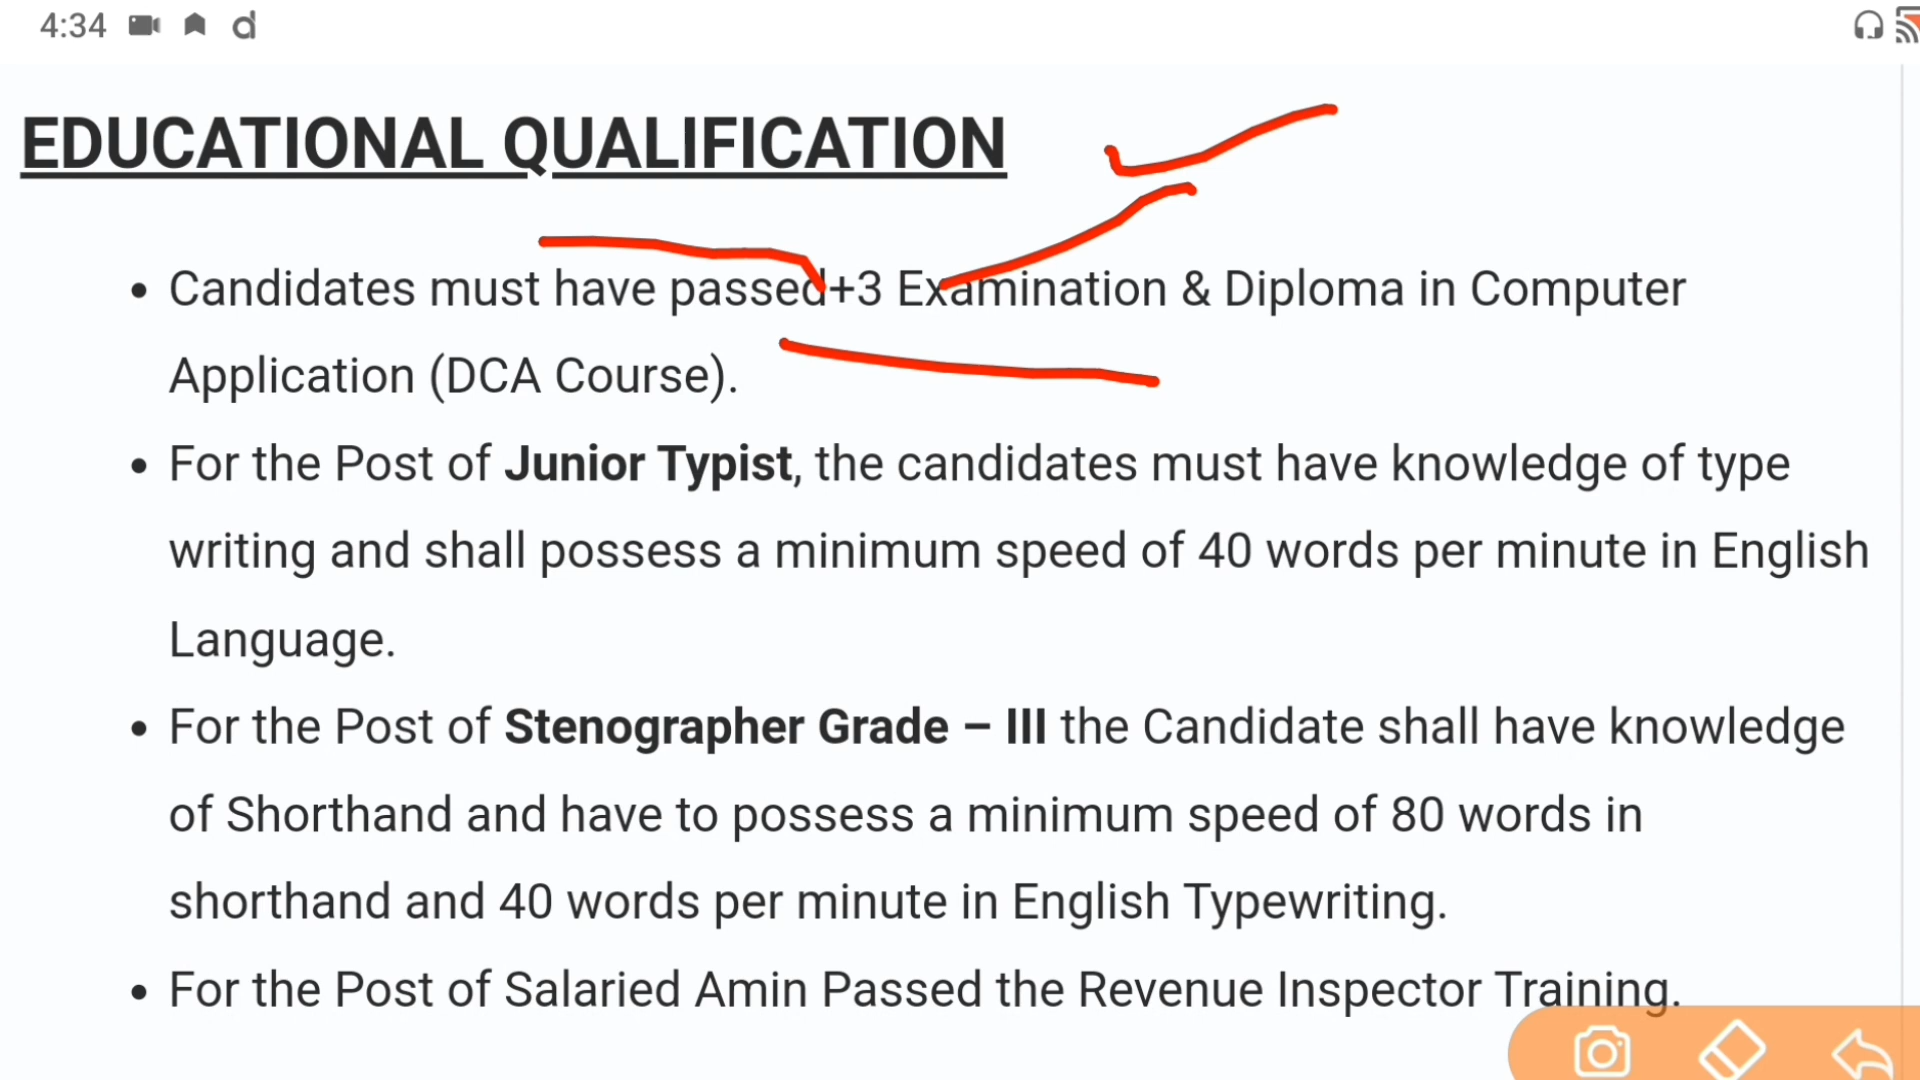 4:34
EDUCATIONAL QUALIFICATION
• Candidates must have passed+3 Examination & Diploma in Computer
Application (DCA Course).
• For the Post of Junior Typist, the candidates must have knowledge of type
writing and shall possess a minimum speed of 40 words per minute in English
Language.
• For the Post of Stenographer Grade – III the Candidate shall have knowledge
of Shorthand and have to possess a minimum speed of 80 words in
shorthand and 40 words per minute in English Typewriting.
• For the Post of Salaried Amin Passed the Revenue Inspector Training.